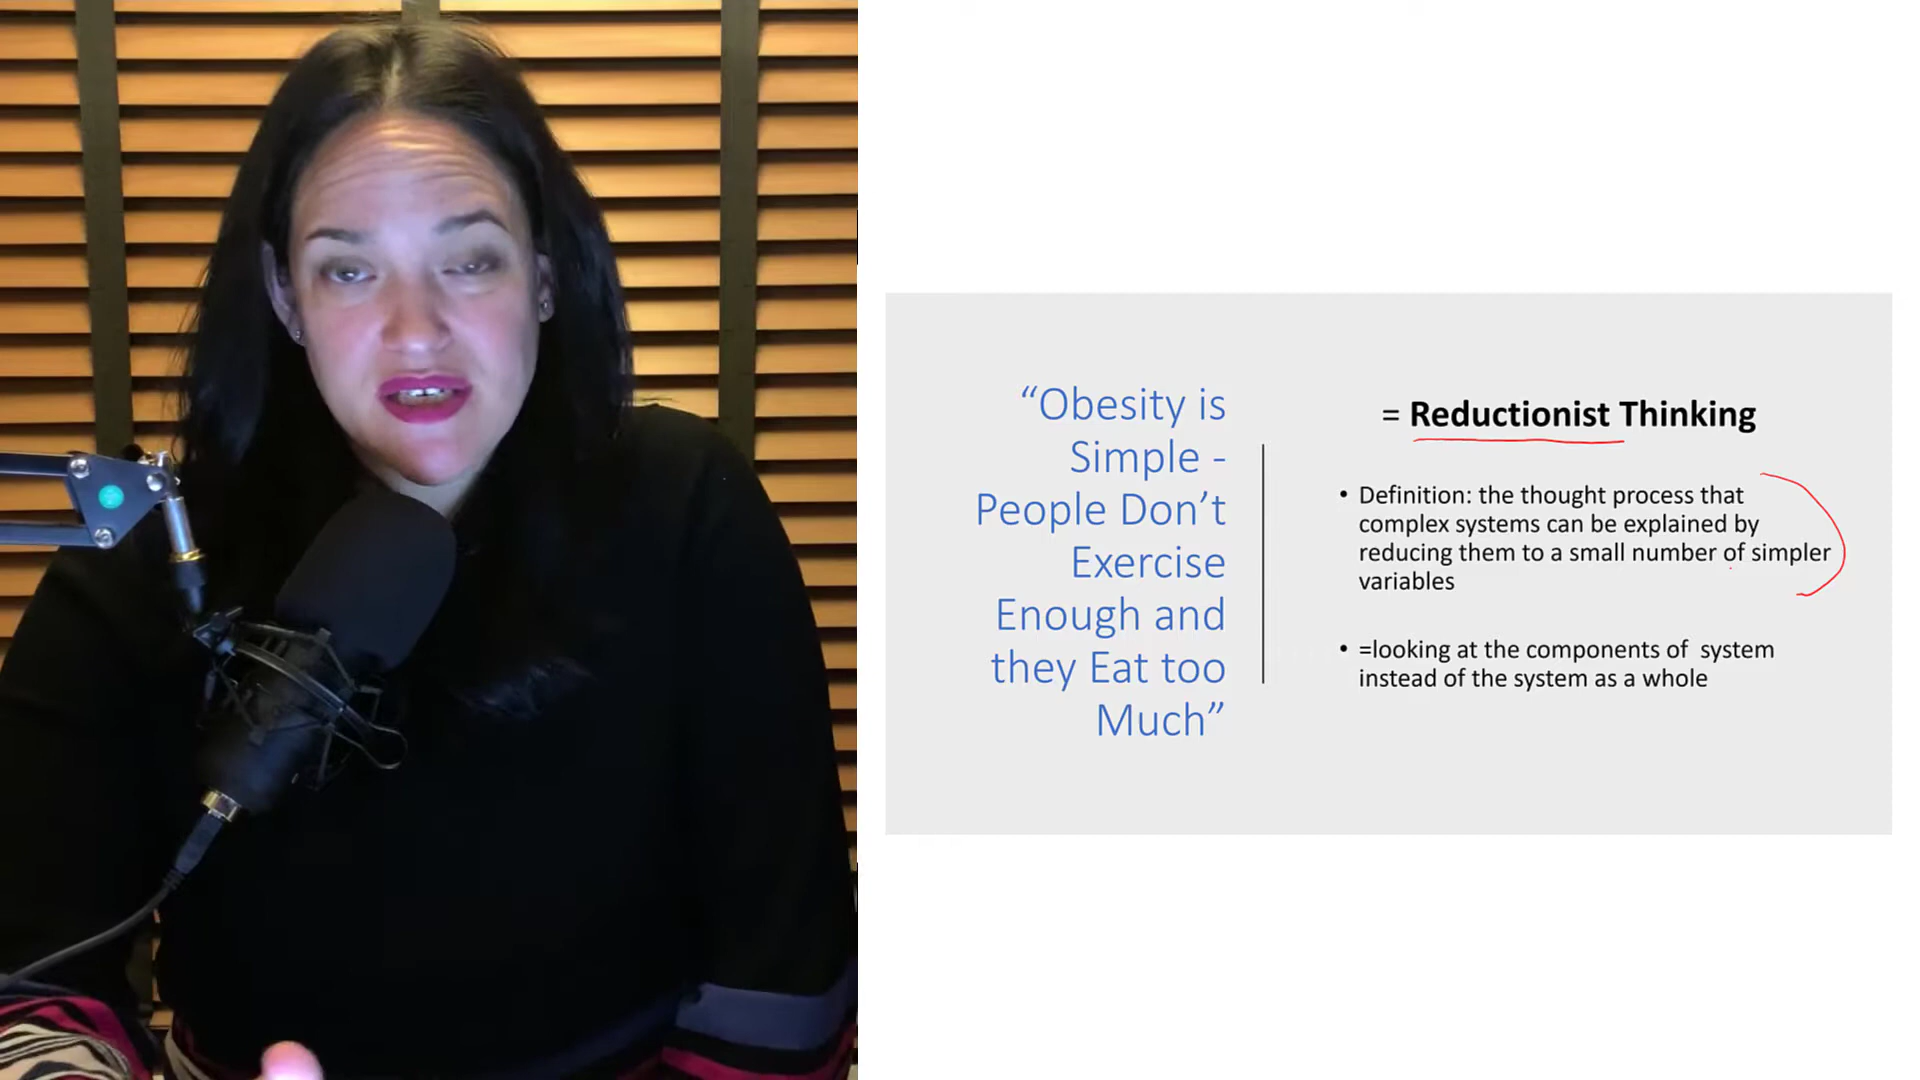 “Obesity is
Simple -
People Don’t
Exercise
Enough and
they Eat too
Much”
= Reductionist Thinking
• Definition: the thought process that
complex systems can be explained by
reducing them to a small number of simpler
variables
• =looking at the components of  system
instead of the system as a whole